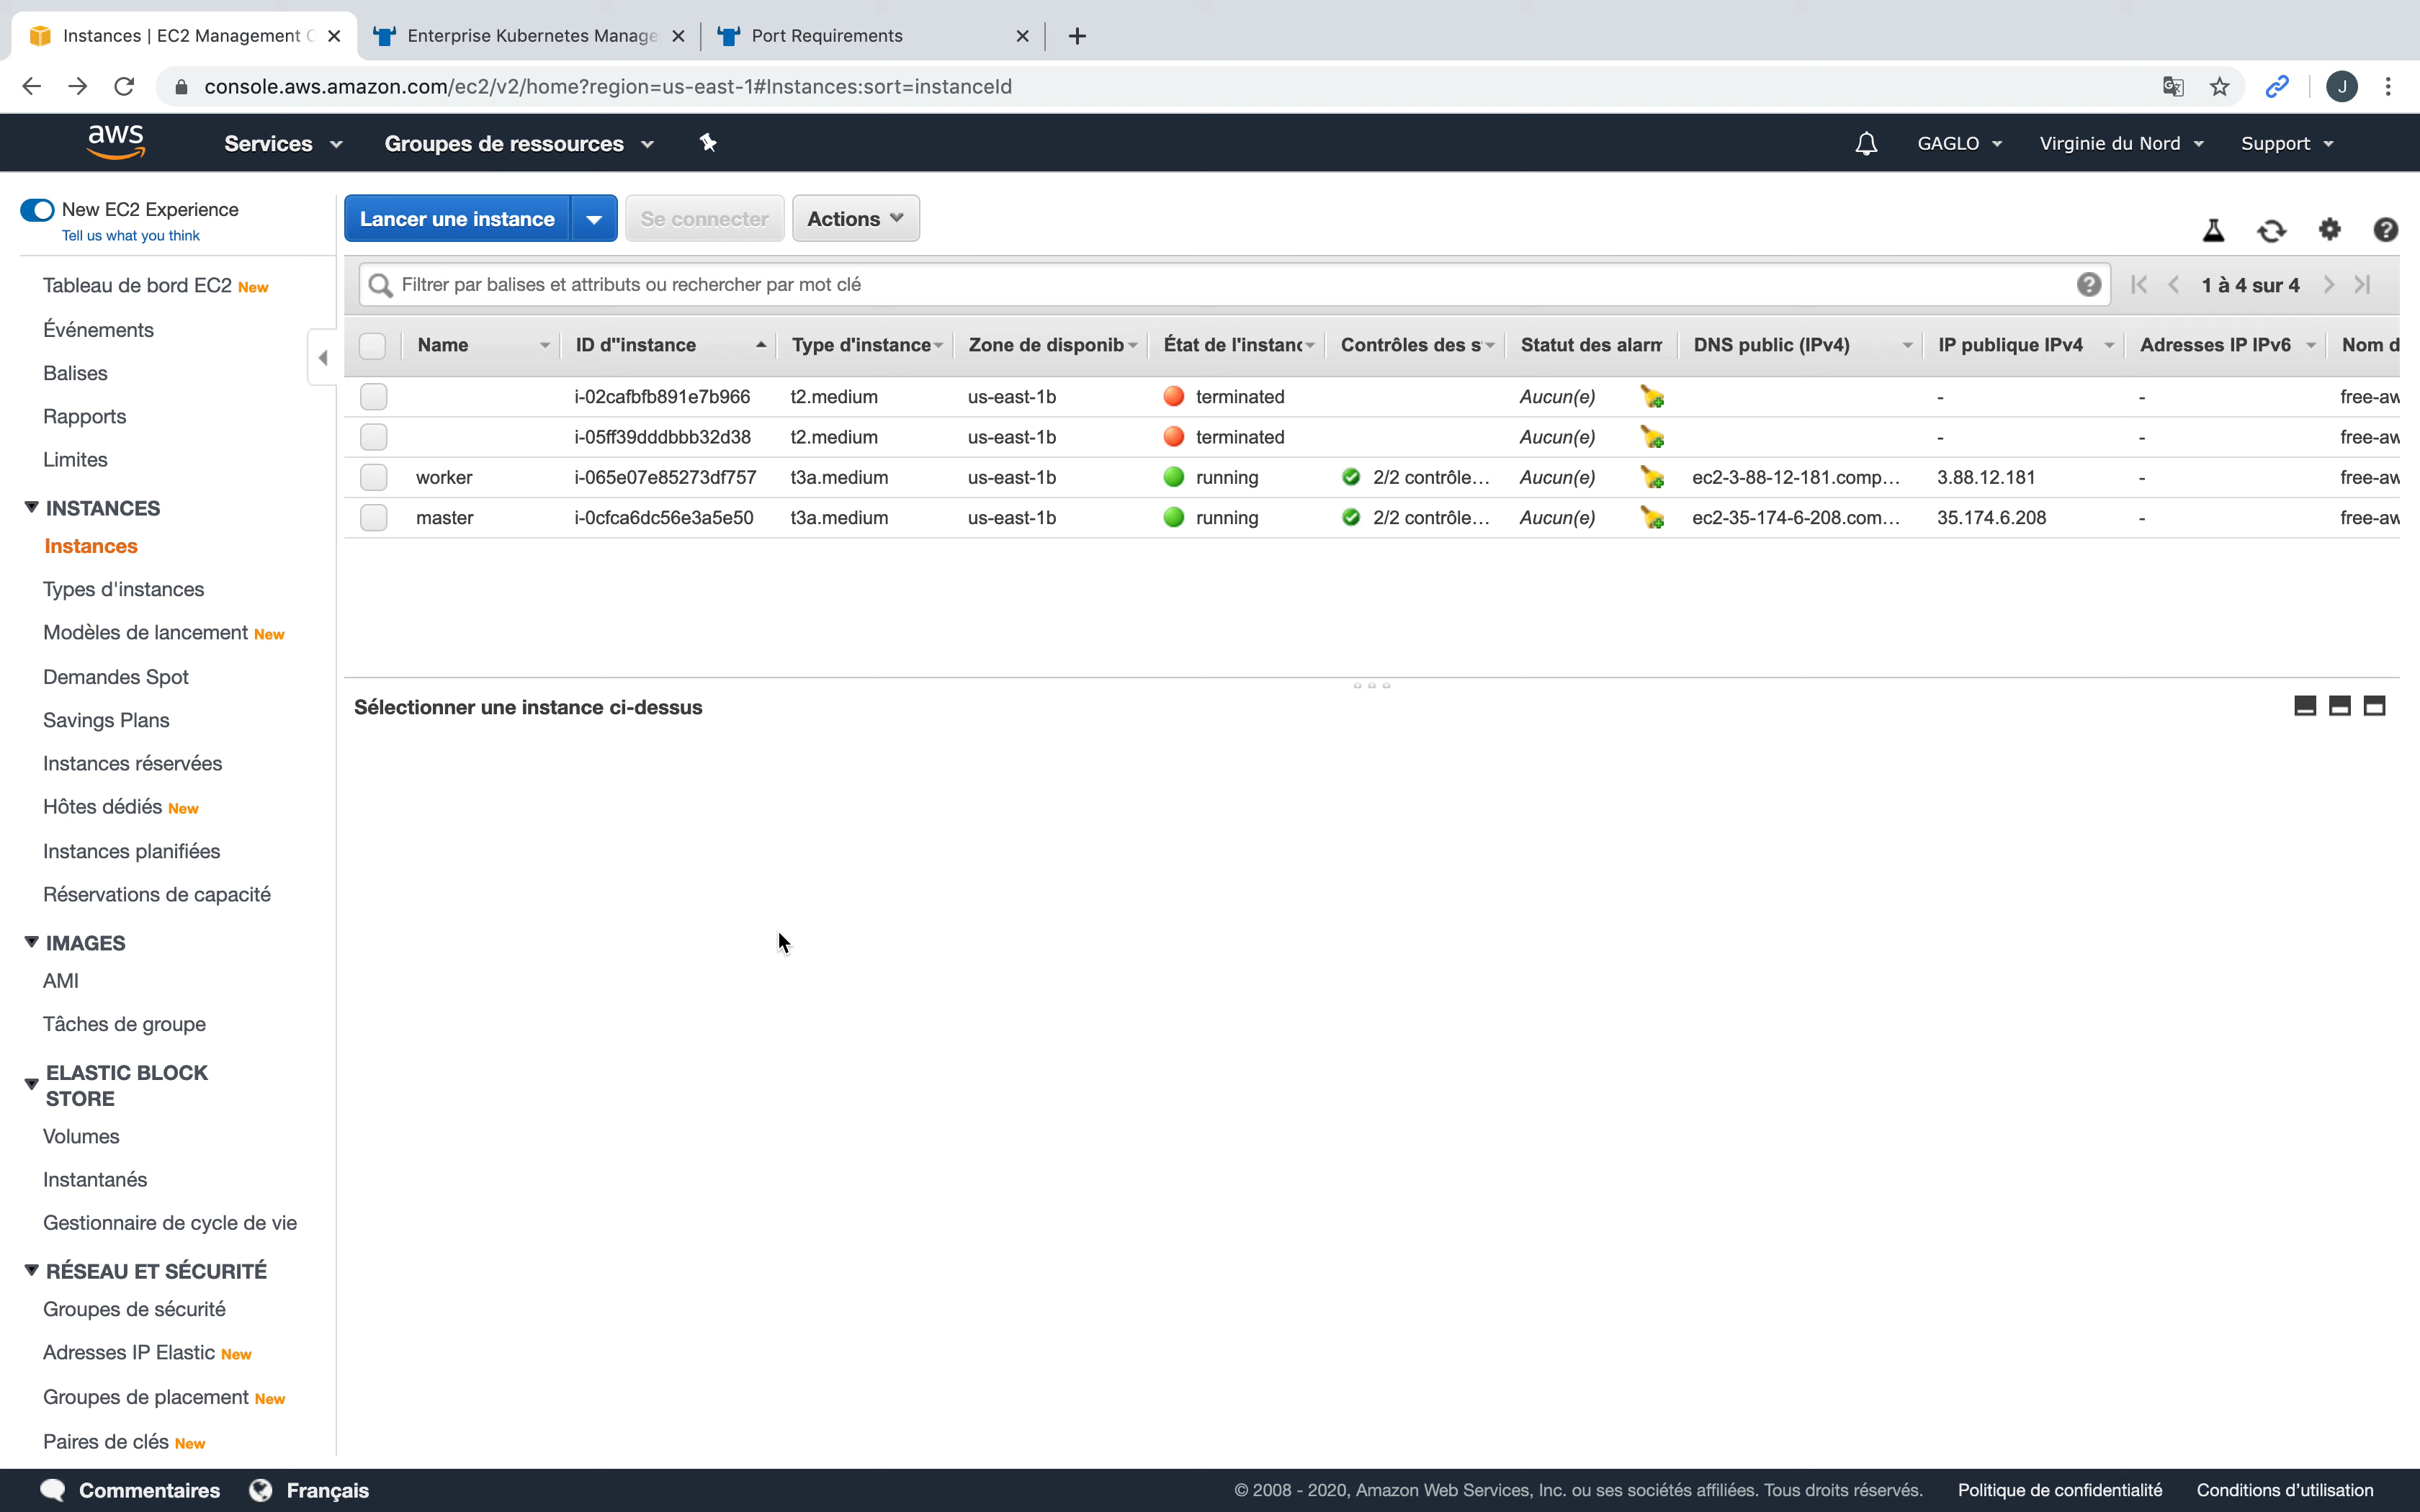 Instances | EC2 Management C
Enterprise Kubernetes Manage
Port Requirements
console.aws.amazon.com/ec2/v2/home?region=us-east-1#Instances:sort=instanceId
J
aws
Services
Groupes de ressources
GAGLO
Virginie du Nord
Support
New EC2 Experience
Tell us what you think
Lancer une instance
Se connecter
Actions
Filtrer par balises et attributs ou rechercher par mot clé
1 à 4 sur 4
Name ID d"instance Type d'instance Zone de disponib État de l'instanc Contrôles des s Statut des alarm DNS public (IPv4) IP publique IPv4 Adresses IP IPv6 Nom d
i-02cafbfb891e7b966 t2.medium us-east-1b terminated Aucun(e) - - free-aw
i-05ff39dddbbb32d38 t2.medium us-east-1b terminated Aucun(e) - - free-aw
worker i-065e07e85273df757 t3a.medium us-east-1b running 2/2 contrôle... Aucun(e) ec2-3-88-12-181.comp... 3.88.12.181 - free-aw
master i-0cfca6dc56e3a5e50 t3a.medium us-east-1b running 2/2 contrôle... Aucun(e) ec2-35-174-6-208.com... 35.174.6.208 - free-aw
Sélectionner une instance ci-dessus
Tableau de bord EC2 New
Événements
Balises
Rapports
Limites
INSTANCES
Instances
Types d'instances
Modèles de lancement New
Demandes Spot
Savings Plans
Instances réservées
Hôtes dédiés New
Instances planifiées
Réservations de capacité
IMAGES
AMI
Tâches de groupe
ELASTIC BLOCK
STORE
Volumes
Instantanés
Gestionnaire de cycle de vie
RÉSEAU ET SÉCURITÉ
Groupes de sécurité
Adresses IP Elastic New
Groupes de placement New
Paires de clés New
Commentaires
Français
© 2008 - 2020, Amazon Web Services, Inc. ou ses sociétés affiliées. Tous droits réservés.
Politique de confidentialité
Conditions d'utilisation